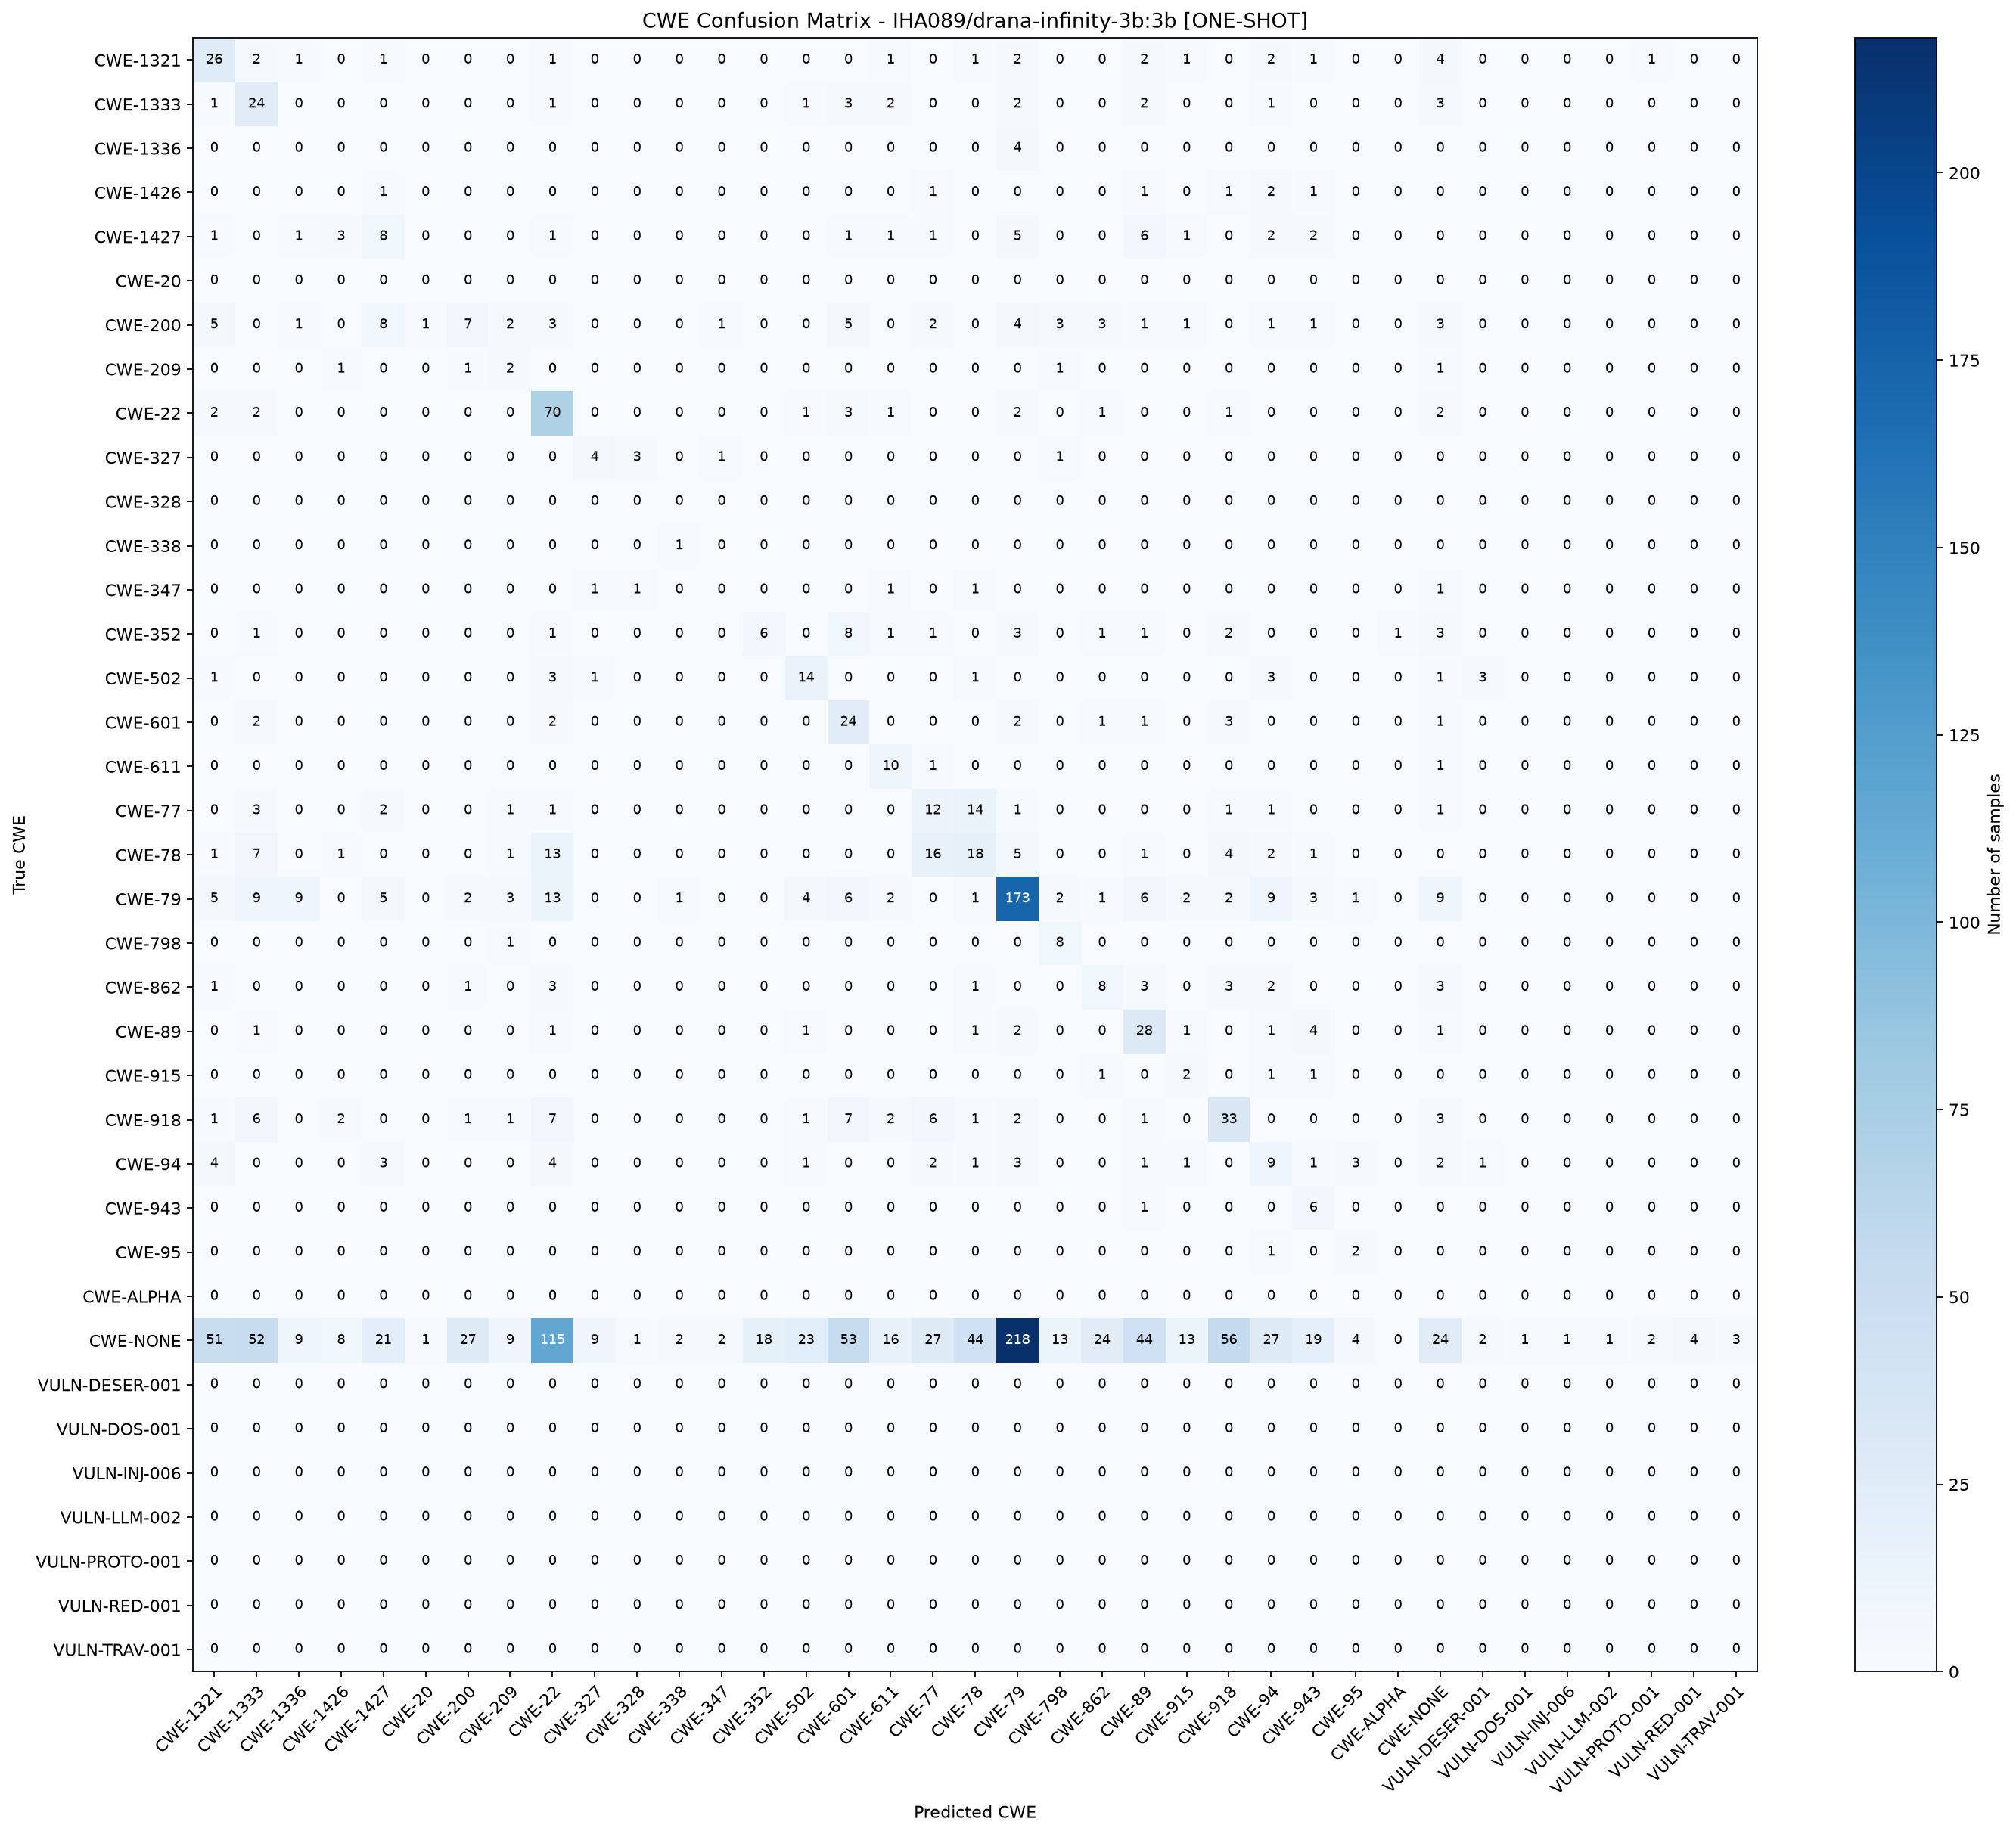 CWE Confusion Matrix - IHA089/drana-infinity-3b:3b [ONE-SHOT]
CWE-1321 26 2 1 0 1 0 0 0 1 0 0 0 0 0 0 0 1 0 1 2 0 0 2 1 0 2 1 0 0 4 0 0 0 0 1 0 0
CWE-1333 1 24 0 0 0 0 0 0 1 0 0 0 0 0 1 3 2 0 0 2 0 0 2 0 0 1 0 0 0 3 0 0 0 0 0 0 0
CWE-1336 0 0 0 0 0 0 0 0 0 0 0 0 0 0 0 0 0 0 0 4 0 0 0 0 0 0 0 0 0 0 0 0 0 0 0 0 0
CWE-1426 0 0 0 0 1 0 0 0 0 0 0 0 0 0 0 0 0 1 0 0 0 0 1 0 1 2 1 0 0 0 0 0 0 0 0 0 0
CWE-1427 1 0 1 3 8 0 0 0 1 0 0 0 0 0 0 1 1 1 0 5 0 0 6 1 0 2 2 0 0 0 0 0 0 0 0 0 0
CWE-20 0 0 0 0 0 0 0 0 0 0 0 0 0 0 0 0 0 0 0 0 0 0 0 0 0 0 0 0 0 0 0 0 0 0 0 0 0
CWE-200 5 0 1 0 8 1 7 2 3 0 0 0 1 0 0 5 0 2 0 4 3 3 1 1 0 1 1 0 0 3 0 0 0 0 0 0 0
CWE-209 0 0 0 1 0 0 1 2 0 0 0 0 0 0 0 0 0 0 0 0 1 0 0 0 0 0 0 0 0 1 0 0 0 0 0 0 0
CWE-22 2 2 0 0 0 0 0 0 70 0 0 0 0 0 1 3 1 0 0 2 0 1 0 0 1 0 0 0 0 2 0 0 0 0 0 0 0
CWE-327 0 0 0 0 0 0 0 0 0 4 3 0 1 0 0 0 0 0 0 0 1 0 0 0 0 0 0 0 0 0 0 0 0 0 0 0 0
CWE-328 0 0 0 0 0 0 0 0 0 0 0 0 0 0 0 0 0 0 0 0 0 0 0 0 0 0 0 0 0 0 0 0 0 0 0 0 0
CWE-338 0 0 0 0 0 0 0 0 0 0 0 1 0 0 0 0 0 0 0 0 0 0 0 0 0 0 0 0 0 0 0 0 0 0 0 0 0
CWE-347 0 0 0 0 0 0 0 0 0 1 1 0 0 0 0 0 1 0 1 0 0 0 0 0 0 0 0 0 0 1 0 0 0 0 0 0 0
CWE-352 0 1 0 0 0 0 0 0 1 0 0 0 0 6 0 8 1 1 0 3 0 1 1 0 2 0 0 0 1 3 0 0 0 0 0 0 0
CWE-502 1 0 0 0 0 0 0 0 3 1 0 0 0 0 14 0 0 0 1 0 0 0 0 0 0 3 0 0 0 1 3 0 0 0 0 0 0
CWE-601 0 2 0 0 0 0 0 0 2 0 0 0 0 0 0 24 0 0 0 2 0 1 1 0 3 0 0 0 0 1 0 0 0 0 0 0 0
CWE-611 0 0 0 0 0 0 0 0 0 0 0 0 0 0 0 0 10 1 0 0 0 0 0 0 0 0 0 0 0 1 0 0 0 0 0 0 0
CWE-77 0 3 0 0 2 0 0 1 1 0 0 0 0 0 0 0 0 12 14 1 0 0 0 0 1 1 0 0 0 1 0 0 0 0 0 0 0
CWE-78 1 7 0 1 0 0 0 1 13 0 0 0 0 0 0 0 0 16 18 5 0 0 1 0 4 2 1 0 0 0 0 0 0 0 0 0 0
CWE-79 5 9 9 0 5 0 2 3 13 0 0 1 0 0 4 6 2 0 1 173 2 1 6 2 2 9 3 1 0 9 0 0 0 0 0 0 0
CWE-798 0 0 0 0 0 0 0 1 0 0 0 0 0 0 0 0 0 0 0 0 8 0 0 0 0 0 0 0 0 0 0 0 0 0 0 0 0
CWE-862 1 0 0 0 0 0 1 0 3 0 0 0 0 0 0 0 0 0 1 0 0 8 3 0 3 2 0 0 0 3 0 0 0 0 0 0 0
CWE-89 0 1 0 0 0 0 0 0 1 0 0 0 0 0 1 0 0 0 1 2 0 0 28 1 0 1 4 0 0 1 0 0 0 0 0 0 0
CWE-915 0 0 0 0 0 0 0 0 0 0 0 0 0 0 0 0 0 0 0 0 0 1 0 2 0 1 1 0 0 0 0 0 0 0 0 0 0
CWE-918 1 6 0 2 0 0 1 1 7 0 0 0 0 0 1 7 2 6 1 2 0 0 1 0 33 0 0 0 0 3 0 0 0 0 0 0 0
CWE-94 4 0 0 0 3 0 0 0 4 0 0 0 0 0 1 0 0 2 1 3 0 0 1 1 0 9 1 3 0 2 1 0 0 0 0 0 0
CWE-943 0 0 0 0 0 0 0 0 0 0 0 0 0 0 0 0 0 0 0 0 0 0 1 0 0 0 6 0 0 0 0 0 0 0 0 0 0
CWE-95 0 0 0 0 0 0 0 0 0 0 0 0 0 0 0 0 0 0 0 0 0 0 0 0 0 1 0 2 0 0 0 0 0 0 0 0 0
CWE-ALPHA 0 0 0 0 0 0 0 0 0 0 0 0 0 0 0 0 0 0 0 0 0 0 0 0 0 0 0 0 0 0 0 0 0 0 0 0 0
CWE-NONE 51 52 9 8 21 1 27 9 115 9 1 2 2 18 23 53 16 27 44 218 13 24 44 13 56 27 19 4 0 24 2 1 1 1 2 4 3
VULN-DESER-001 0 0 0 0 0 0 0 0 0 0 0 0 0 0 0 0 0 0 0 0 0 0 0 0 0 0 0 0 0 0 0 0 0 0 0 0 0
VULN-DOS-001 0 0 0 0 0 0 0 0 0 0 0 0 0 0 0 0 0 0 0 0 0 0 0 0 0 0 0 0 0 0 0 0 0 0 0 0 0
VULN-INJ-006 0 0 0 0 0 0 0 0 0 0 0 0 0 0 0 0 0 0 0 0 0 0 0 0 0 0 0 0 0 0 0 0 0 0 0 0 0
VULN-LLM-002 0 0 0 0 0 0 0 0 0 0 0 0 0 0 0 0 0 0 0 0 0 0 0 0 0 0 0 0 0 0 0 0 0 0 0 0 0
VULN-PROTO-001 0 0 0 0 0 0 0 0 0 0 0 0 0 0 0 0 0 0 0 0 0 0 0 0 0 0 0 0 0 0 0 0 0 0 0 0 0
VULN-RED-001 0 0 0 0 0 0 0 0 0 0 0 0 0 0 0 0 0 0 0 0 0 0 0 0 0 0 0 0 0 0 0 0 0 0 0 0 0
VULN-TRAV-001 0 0 0 0 0 0 0 0 0 0 0 0 0 0 0 0 0 0 0 0 0 0 0 0 0 0 0 0 0 0 0 0 0 0 0 0 0
CWE-1321 CWE-1333 CWE-1336 CWE-1426 CWE-1427 CWE-20 CWE-200 CWE-209 CWE-22 CWE-327 CWE-328 CWE-338 CWE-347 CWE-352 CWE-502 CWE-601 CWE-611 CWE-77 CWE-78 CWE-79 CWE-798 CWE-862 CWE-89 CWE-915 CWE-918 CWE-94 CWE-943 CWE-95 CWE-ALPHA CWE-NONE VULN-DESER-001 VULN-DOS-001 VULN-INJ-006 VULN-LLM-002 VULN-PROTO-001 VULN-RED-001 VULN-TRAV-001
Predicted CWE
True CWE
200
175
150
125
100
75
50
25
0
Number of samples